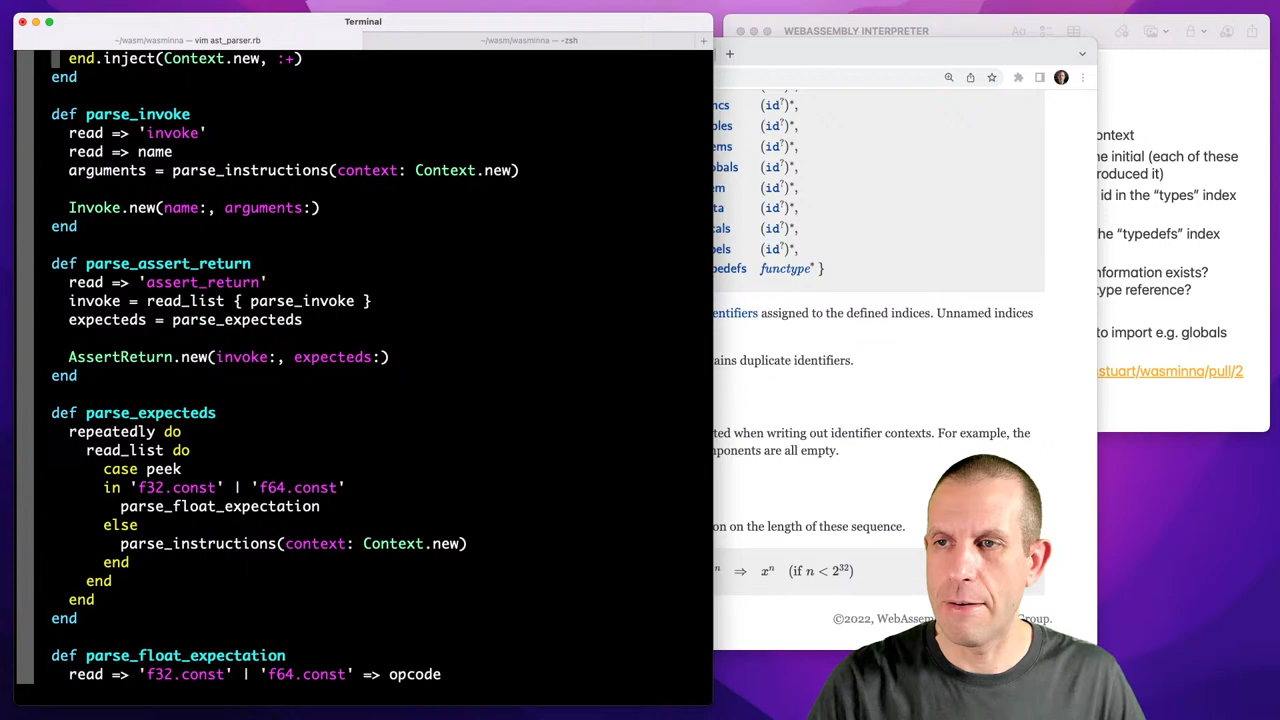 Terminal
~/wasm/wasminna — vim ast_parser.rb
~/wasm/wasminna — -zsh
end.inject(Context.new, :+)
end
def parse_invoke
read => 'invoke'
read => name
arguments = parse_instructions(context: Context.new)
Invoke.new(name:, arguments:)
end
def parse_assert_return
read => 'assert_return'
invoke = read_list { parse_invoke }
expecteds = parse_expecteds
AssertReturn.new(invoke:, expecteds:)
end
def parse_expecteds
repeatedly do
read_list do
case peek
in 'f32.const' | 'f64.const'
parse_float_expectation
else
parse_instructions(context: Context.new)
end
end
end
end
def parse_float_expectation
read => 'f32.const' | 'f64.const' => opcode
WEBASSEMBLY INTERPRETER
ncs (id?)*,
bles (id?)*,
ems (id?)*,
obals (id?)*,
em (id?)*,
ta (id?)*,
cals (id?)*,
bels (id?)*,
pedefs functype* }
entifiers assigned to the defined indices. Unnamed indices
ains duplicate identifiers.
ted when writing out identifier contexts. For example, the
ponents are all empty.
on on the length of these sequence.
n ⇒ xⁿ (if n < 2³²)
©2022, WebAssem Group.
ontext
he initial (each of these
roduced it)
id in the “types” index
he “typedefs” index
nformation exists?
type reference?
to import e.g. globals
stuart/wasminna/pull/2